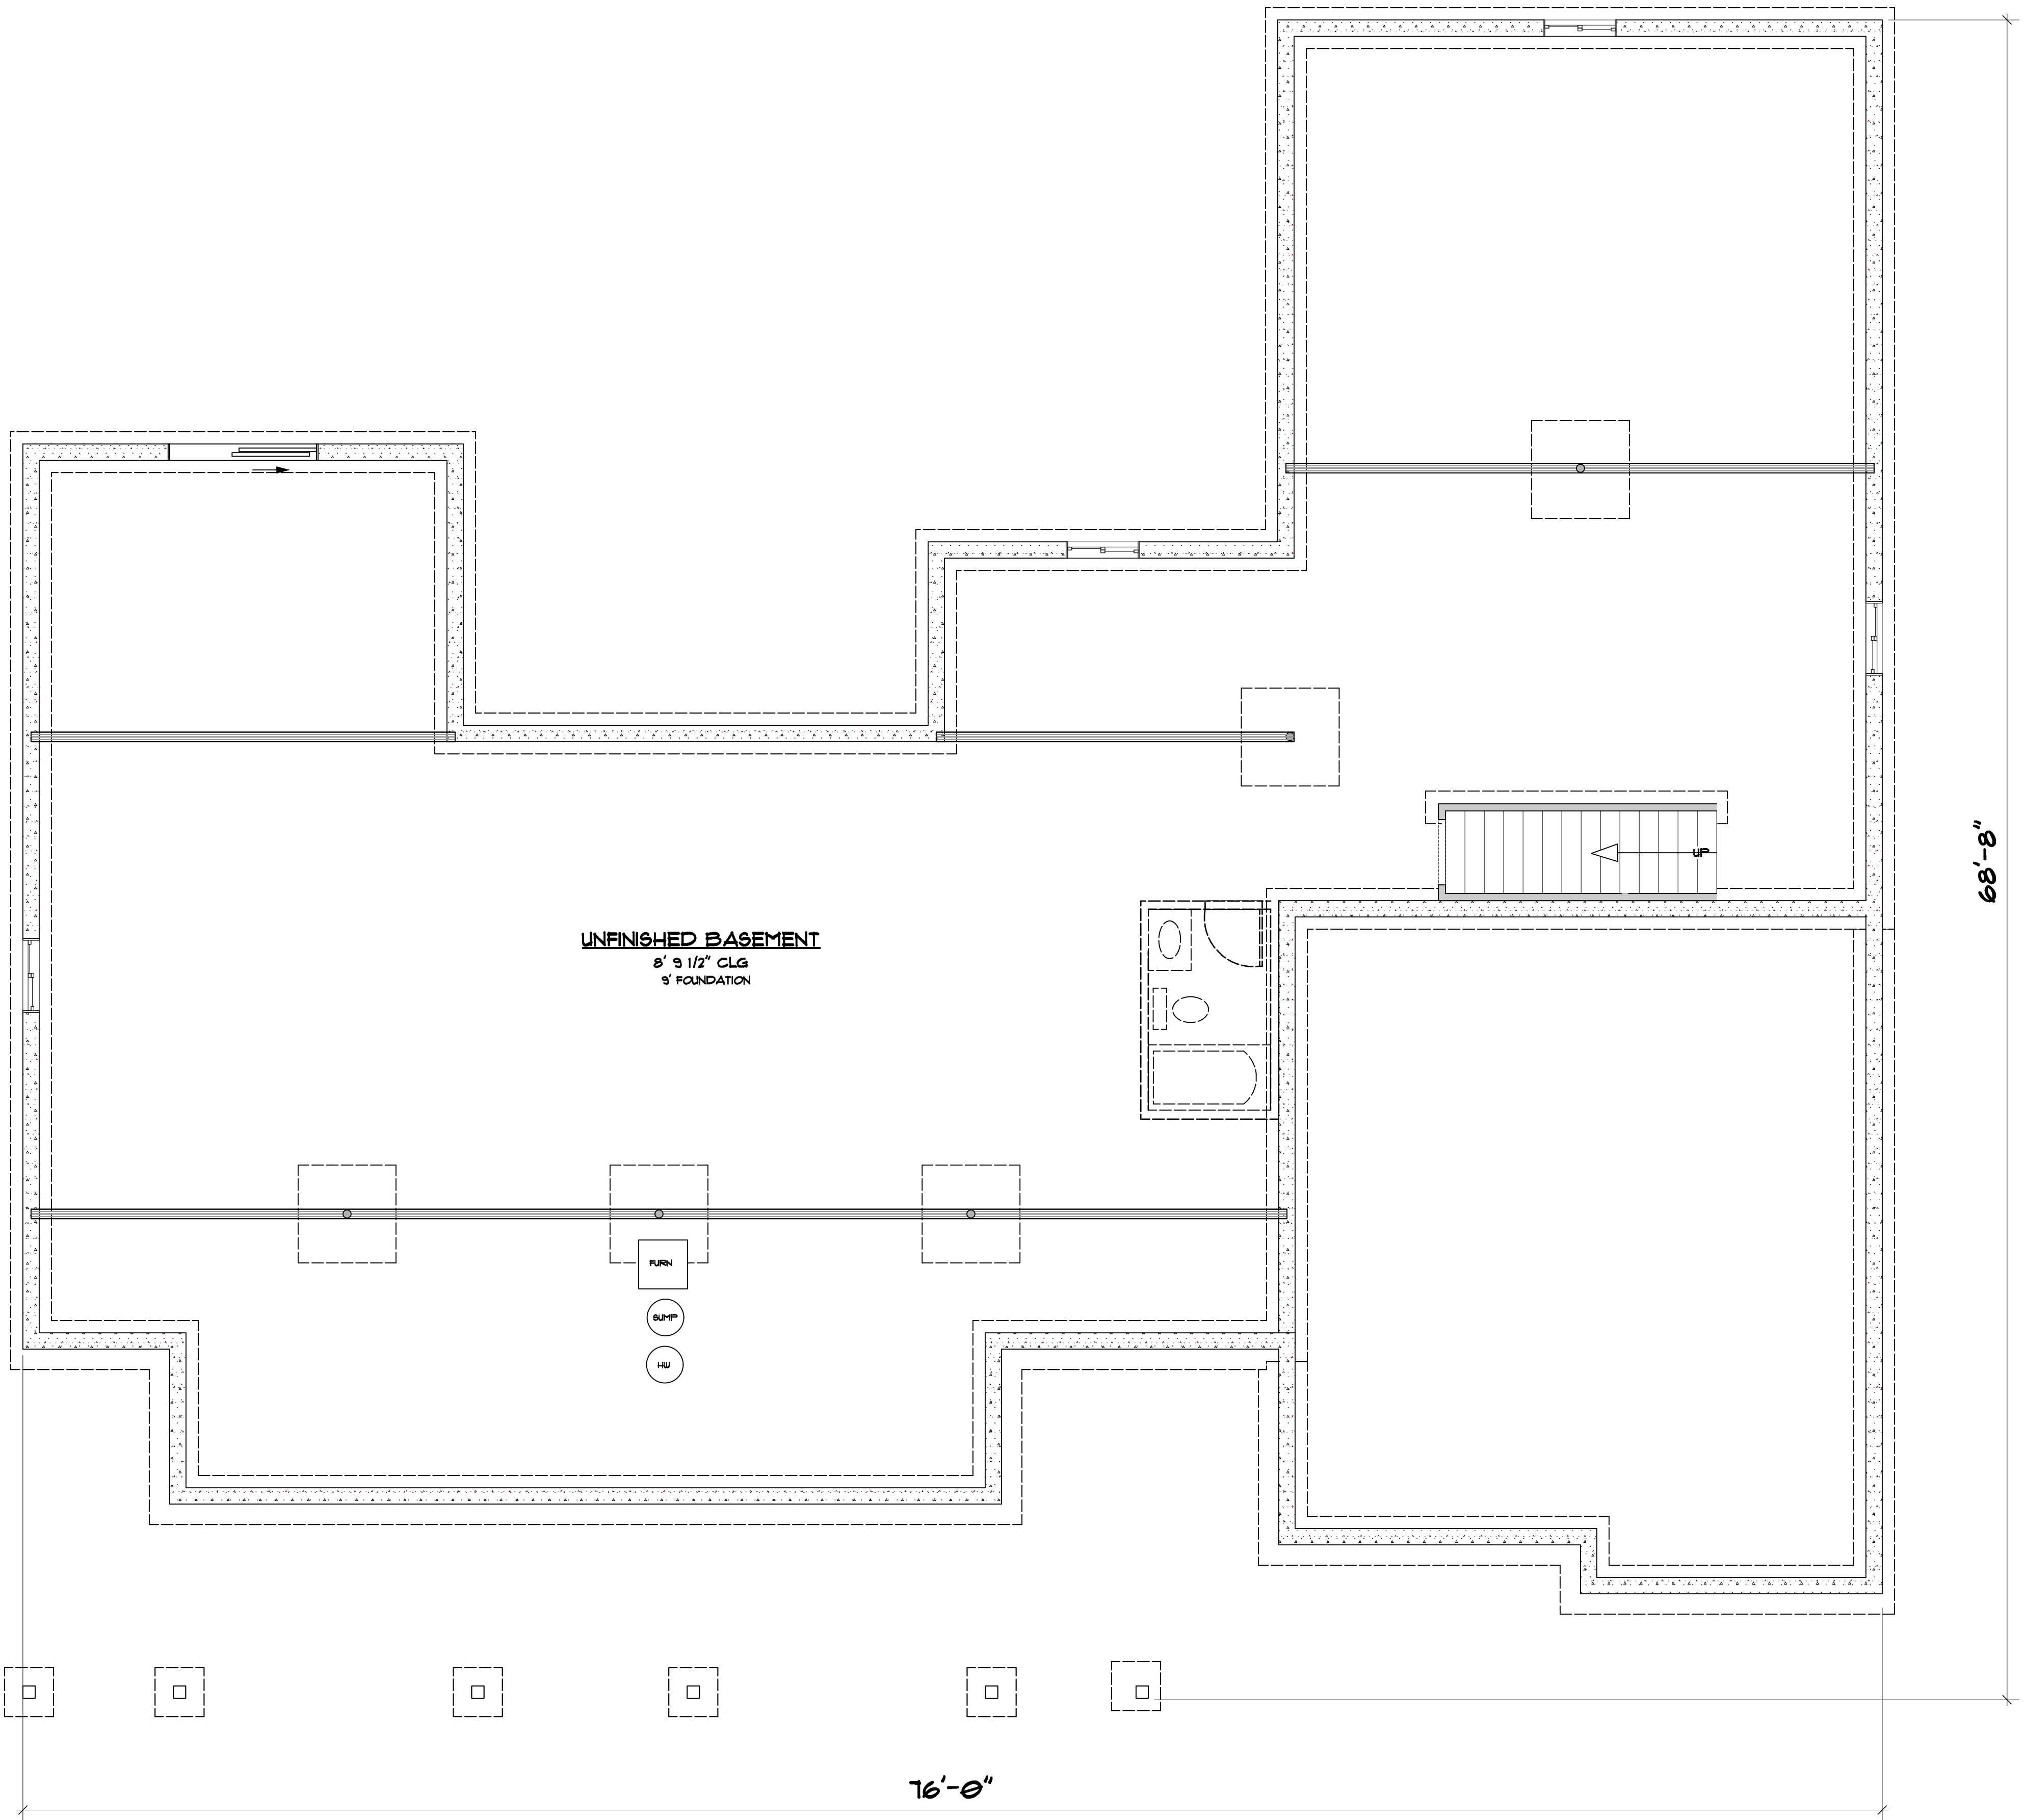 UP
68'-8"
UNFINISHED BASEMENT
8' 9 1/2" CLG
9' FOUNDATION
FURN
SUMP
HW
76'-0"